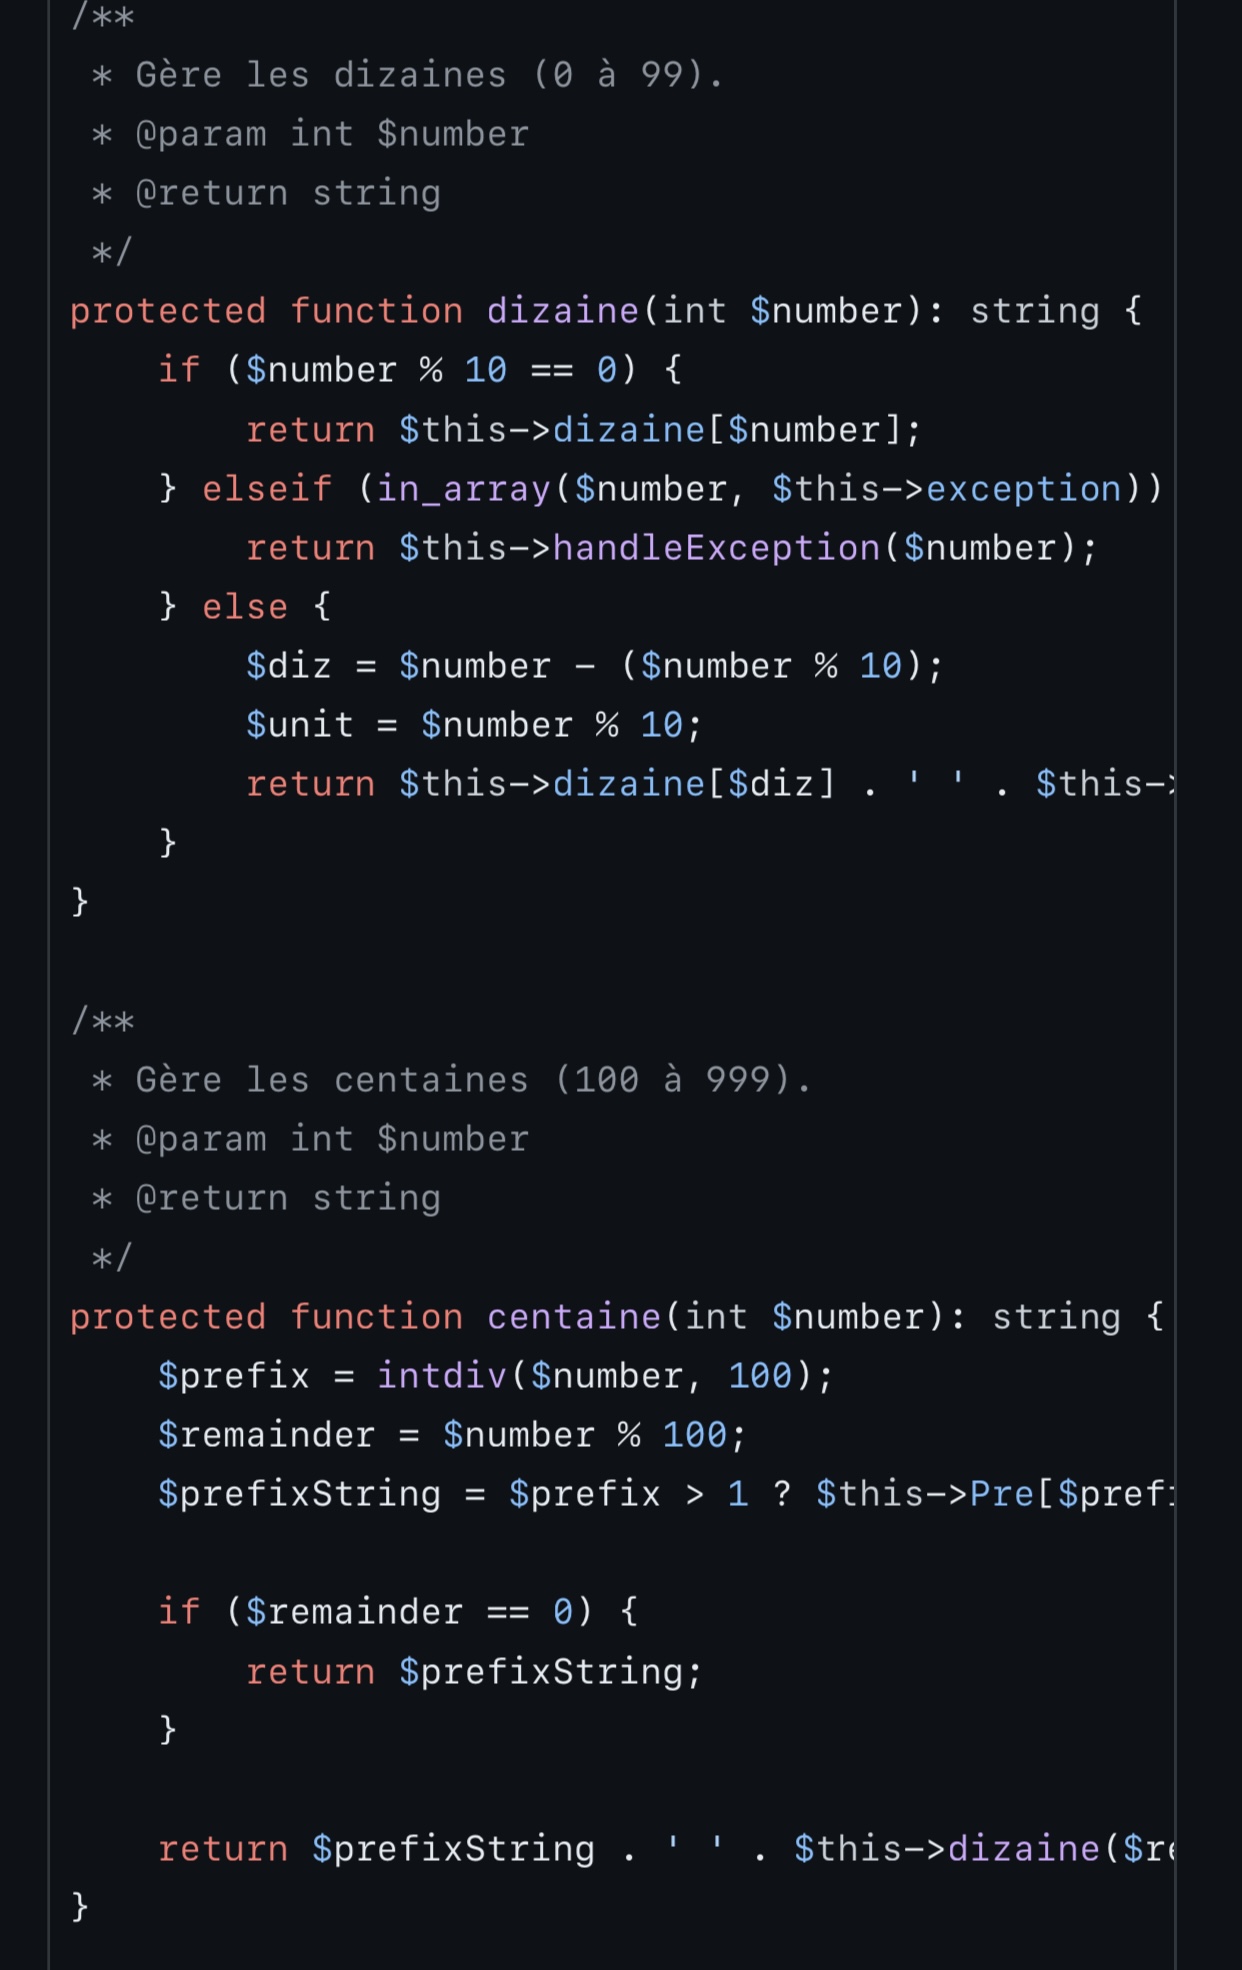 /**
 * Gère les dizaines (0 à 99).
 * @param int $number
 * @return string
 */
protected function dizaine(int $number): string {
    if ($number % 10 == 0) {
        return $this->dizaine[$number];
    } elseif (in_array($number, $this->exception))
        return $this->handleException($number);
    } else {
        $diz = $number - ($number % 10);
        $unit = $number % 10;
        return $this->dizaine[$diz] . ' ' . $this->
    }
}

/**
 * Gère les centaines (100 à 999).
 * @param int $number
 * @return string
 */
protected function centaine(int $number): string {
    $prefix = intdiv($number, 100);
    $remainder = $number % 100;
    $prefixString = $prefix > 1 ? $this->Pre[$pref

    if ($remainder == 0) {
        return $prefixString;
    }

    return $prefixString . ' ' . $this->dizaine($r
}